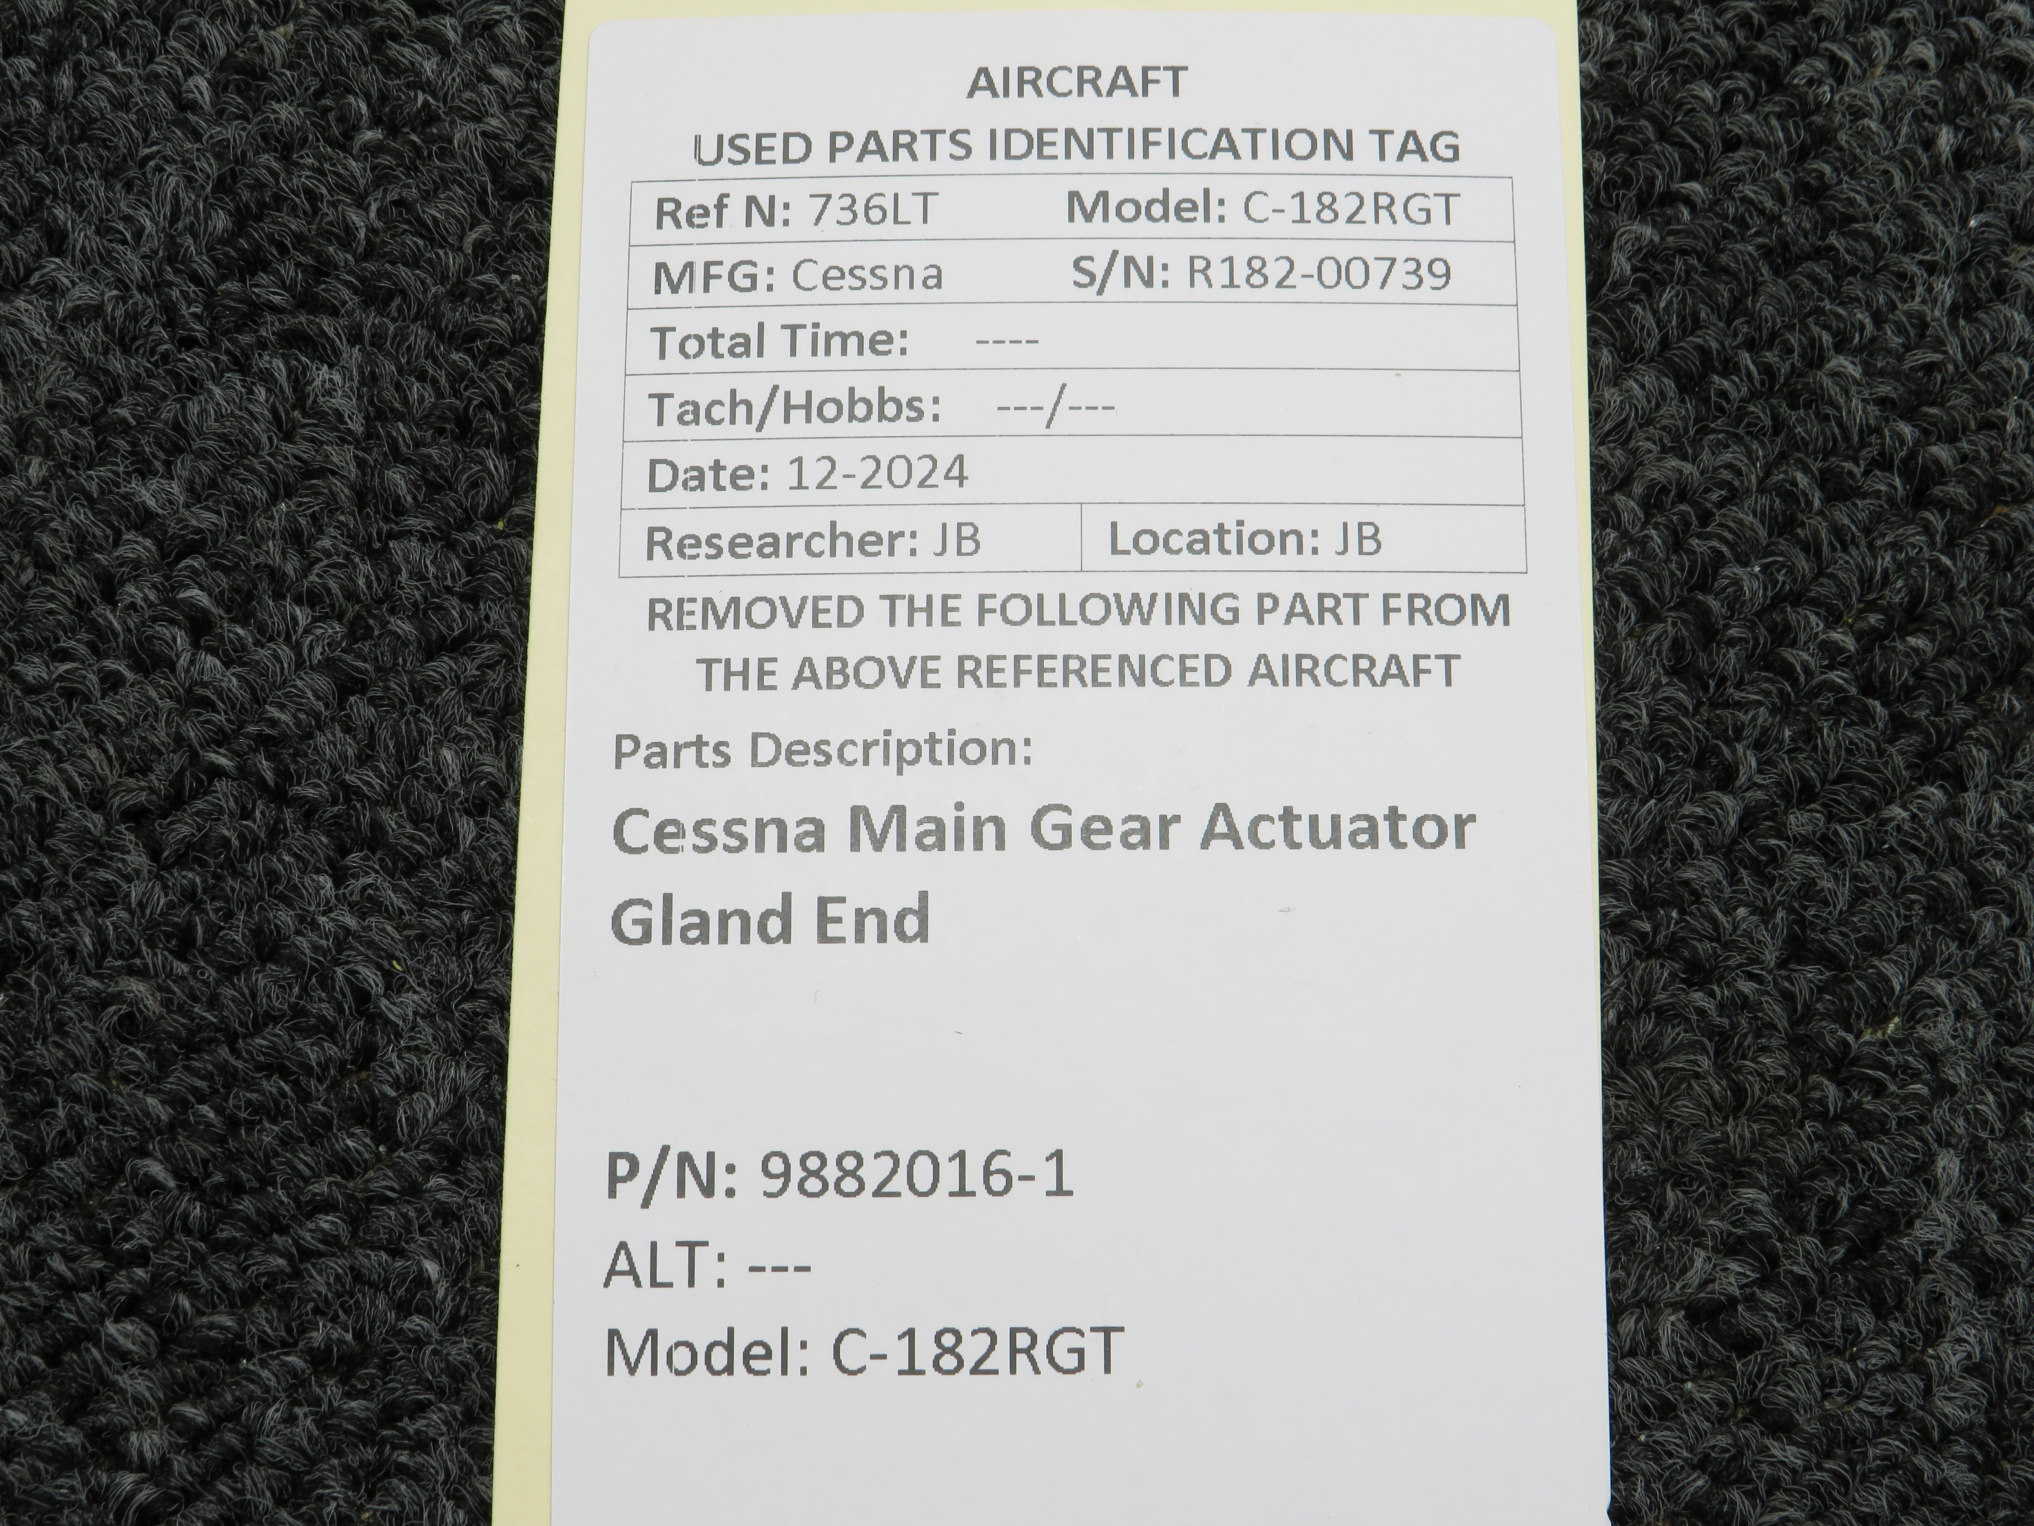 AIRCRAFT
USED PARTS IDENTIFICATION TAG
Ref N: 736LT Model: C-182RGT
MFG: Cessna S/N: R182-00739
Total Time: ----
Tach/Hobbs: ---/---
Date: 12-2024
Researcher: JB Location: JB
REMOVED THE FOLLOWING PART FROM
THE ABOVE REFERENCED AIRCRAFT
Parts Description:
Cessna Main Gear Actuator
Gland End
P/N: 9882016-1
ALT: ---
Model: C-182RGT